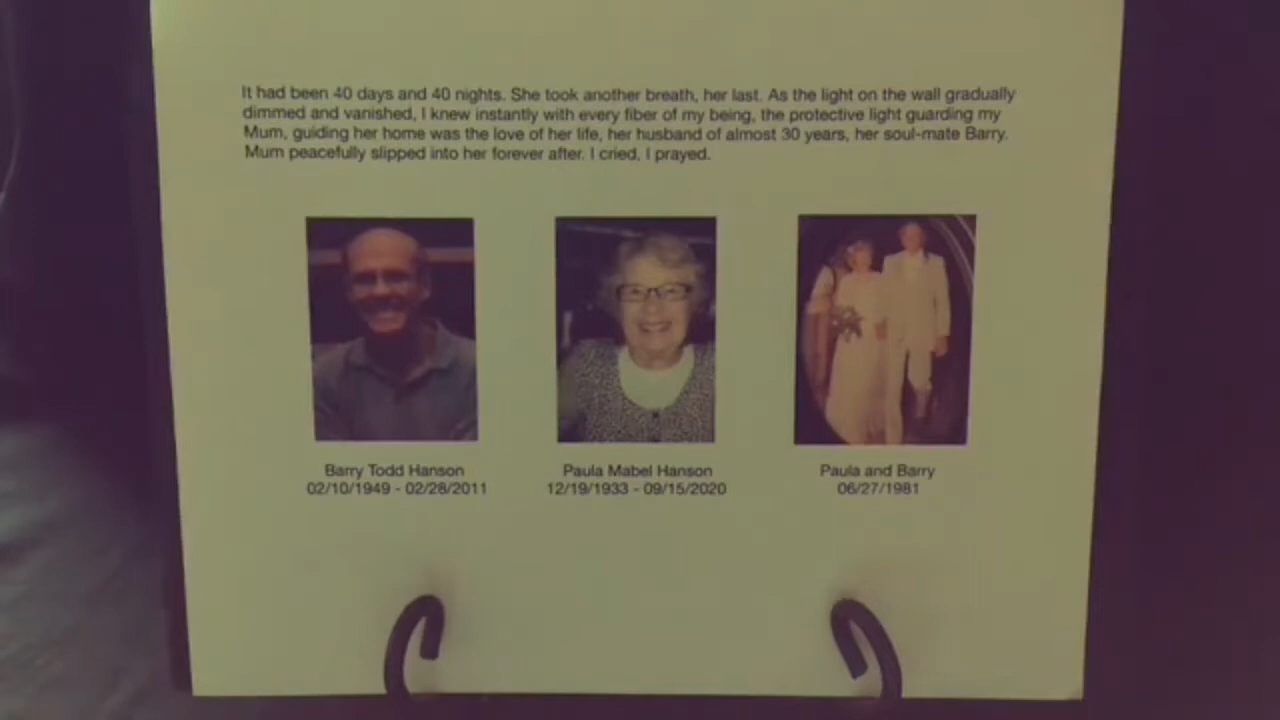 It had been 40 days and 40 nights. She took another breath, her last. As the light on the wall gradually
dimmed and vanished, I knew instantly with every fiber of my being, the protective light guarding my
Mum, guiding her home was the love of her life, her husband of almost 30 years, her soul-mate Barry.
Mum peacefully slipped into her forever after. I cried, I prayed.
Barry Todd Hanson
02/10/1949 - 02/28/2011
Paula Mabel Hanson
12/19/1933 - 09/15/2020
Paula and Barry
06/27/1981